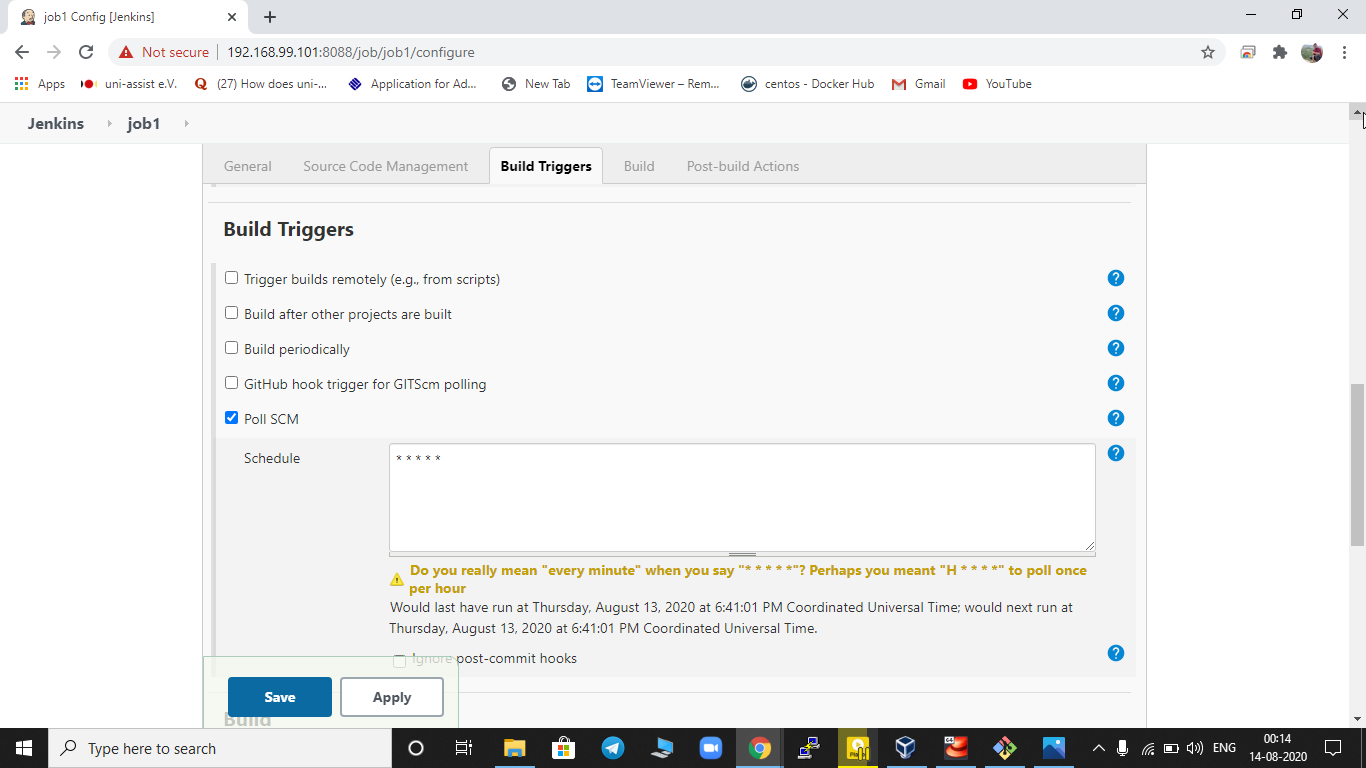 job1 Config [Jenkins]
Not secure
192.168.99.101:8088/job/job1/configure
Apps
uni-assist e.V.
(27) How does uni-...
Application for Ad...
New Tab
TeamViewer – Rem...
centos - Docker Hub
Gmail
YouTube
Jenkins
job1
General
Source Code Management
Build Triggers
Build
Post-build Actions
Build Triggers
Trigger builds remotely (e.g., from scripts)
Build after other projects are built
Build periodically
GitHub hook trigger for GITScm polling
Poll SCM
Schedule
* * * * *
Do you really mean "every minute" when you say "* * * * *"? Perhaps you meant "H * * * *" to poll once
per hour
Would last have run at Thursday, August 13, 2020 at 6:41:01 PM Coordinated Universal Time; would next run at
Thursday, August 13, 2020 at 6:41:01 PM Coordinated Universal Time.
Ignore post-commit hooks
Save
Apply
Build
Type here to search
ENG
00:14
14-08-2020